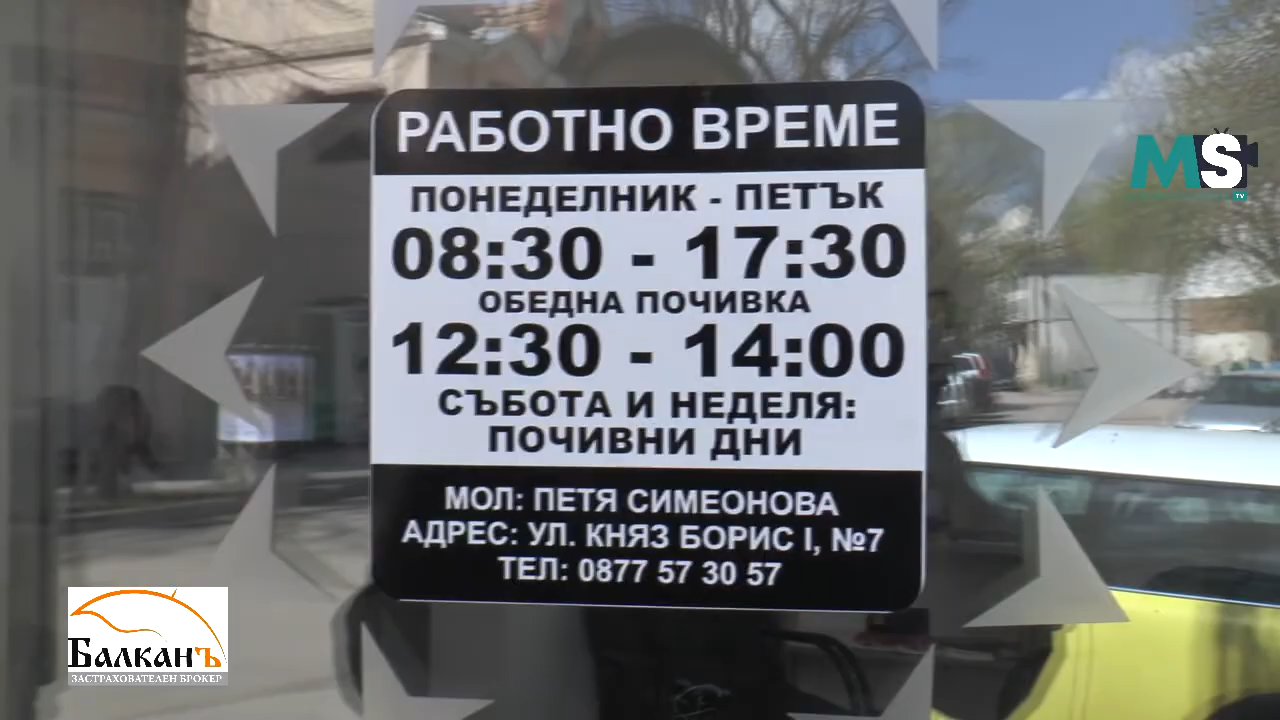 РАБОТНО ВРЕМЕ
ПОНЕДЕЛНИК - ПЕТЪК
08:30 - 17:30
ОБЕДНА ПОЧИВКА
12:30 - 14:00
СЪБОТА И НЕДЕЛЯ:
ПОЧИВНИ ДНИ
МОЛ: ПЕТЯ СИМЕОНОВА
АДРЕС: УЛ. КНЯЗ БОРИС I, №7
ТЕЛ: 0877 57 30 57
MS
TV
БАЛКАНЪ
ЗАСТРАХОВАТЕЛЕН БРОКЕР